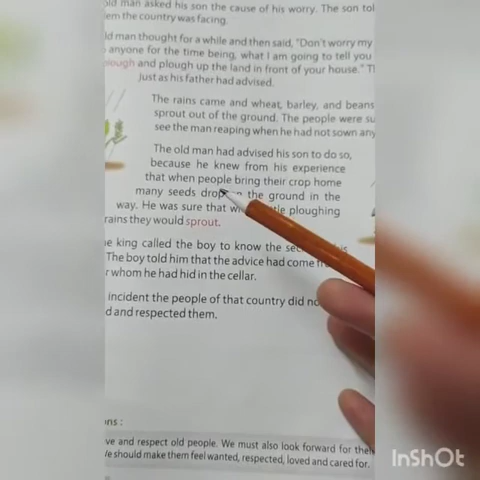 old man asked his son the cause of his worry. The son tol
em the country was facing.
ld man thought for a while and then said, "Don't worry my
anyone for the time being, what I am going to tell you
plough and plough up the land in front of your house."
just as his father had advised.
The rains came and wheat, barley, and beans
sprout out of the ground. The people were su
see the man reaping when he had not sown any
The old man had advised his son to do so,
because he knew from his experience
that when people bring their crop home
many seeds drop the ground in the
way. He was sure that ploughing
rains they would sprout.
e king called the boy to know the
The boy told him that the advice had come
r whom he had hid in the cellar.
incident the people of that country did no
d and respected them.
ons :
ve and respect old people. We must also look forward for
e should make them feel wanted, respected, loved and cared for.
InShOt